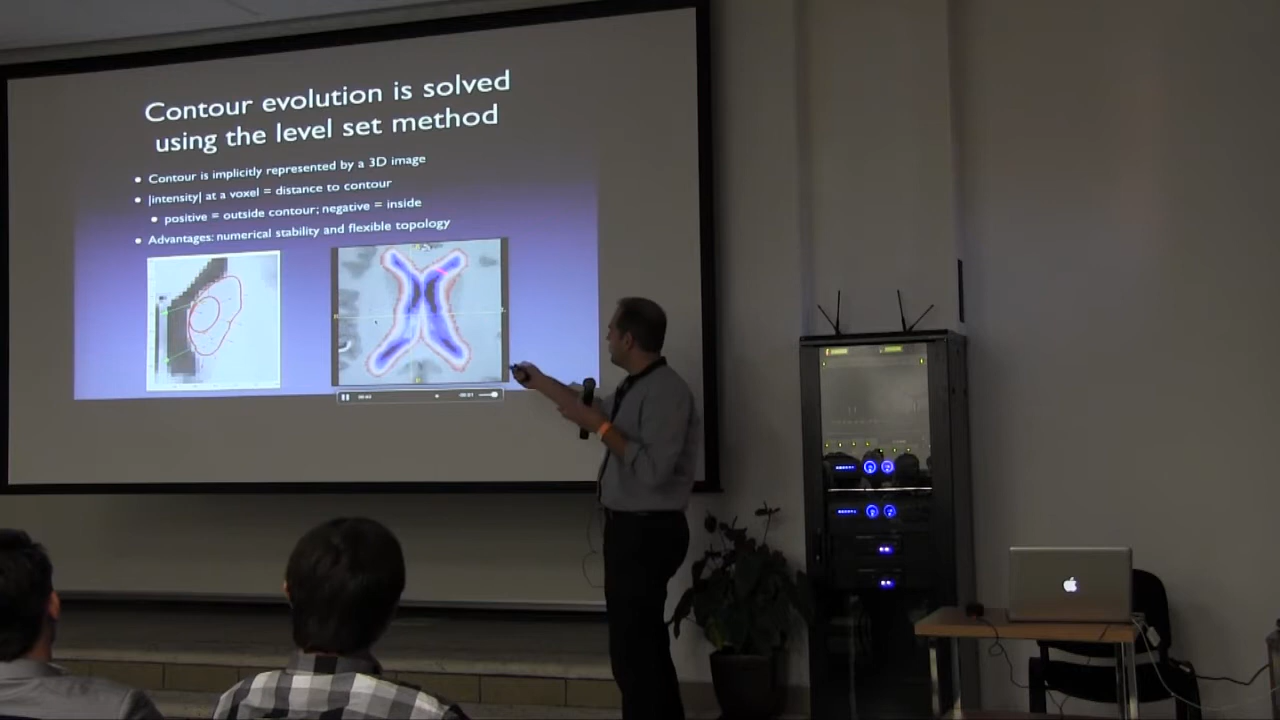 Contour evolution is solved
using the level set method
• Contour is implicitly represented by a 3D image
• |intensity| at a voxel = distance to contour
• positive = outside contour; negative = inside
• Advantages: numerical stability and flexible topology